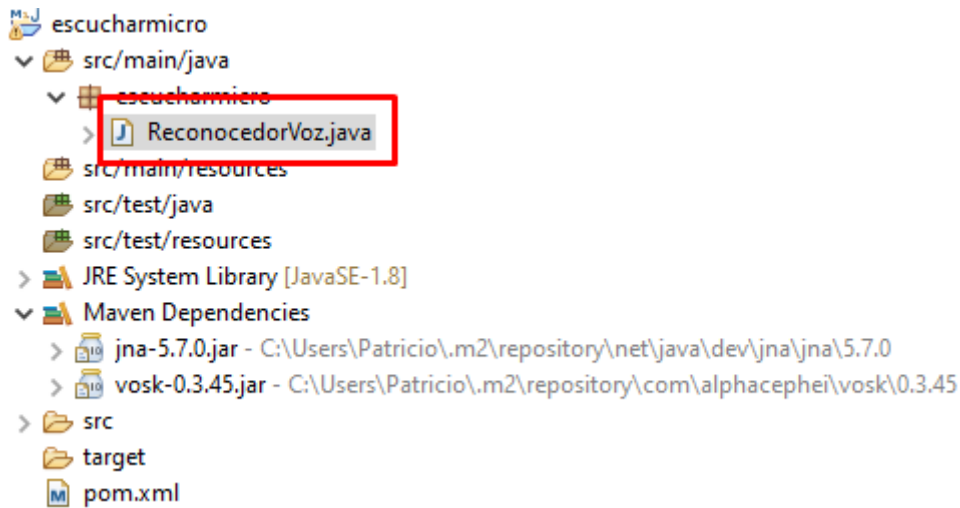 escucharmicro
src/main/java
escucharmicro
ReconocedorVoz.java
src/main/resources
src/test/java
src/test/resources
JRE System Library [JavaSE-1.8]
Maven Dependencies
jna-5.7.0.jar - C:\Users\Patricio\.m2\repository\net\java\dev\jna\jna\5.7.0
vosk-0.3.45.jar - C:\Users\Patricio\.m2\repository\com\alphacephei\vosk\0.3.45
src
target
pom.xml